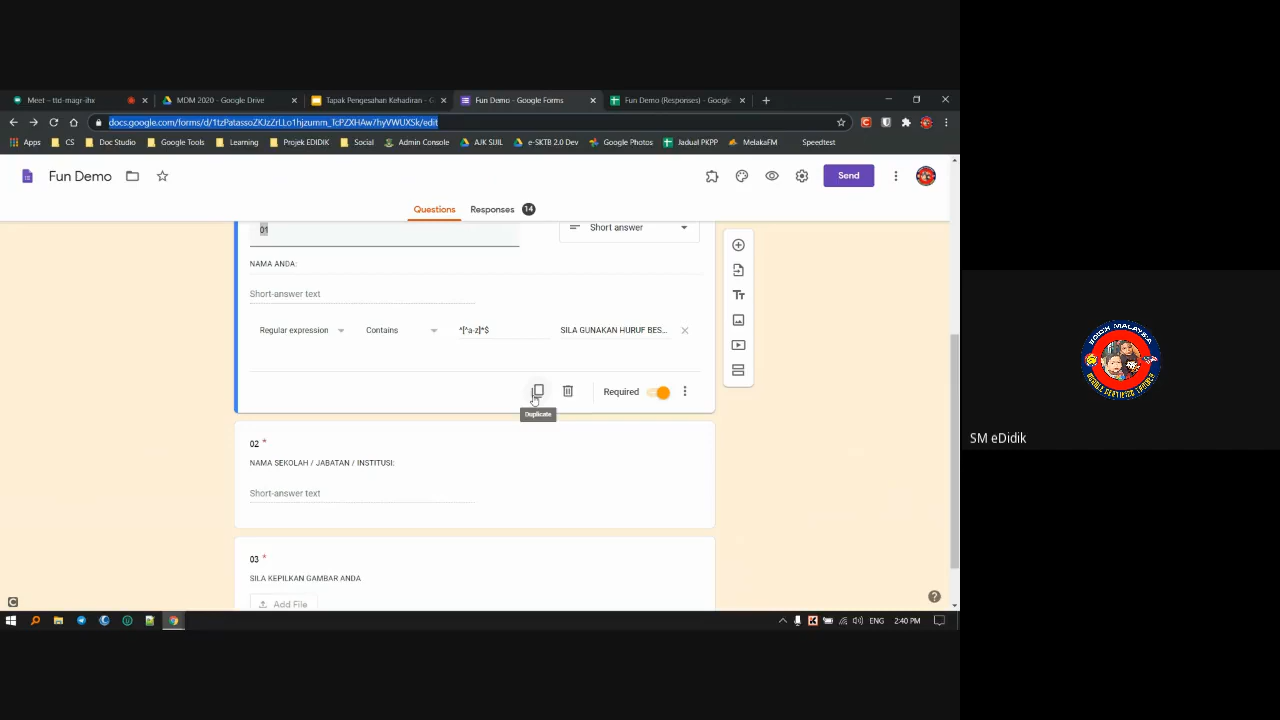 Meet – ttd-magr-ihx
MDM 2020 - Google Drive
Tapak Pengesahan Kehadiran - G
Fun Demo - Google Forms
Fun Demo (Responses) - Google
docs.google.com/forms/d/1tzPatassoZKJzZrLLo1hjzumm_TcPZXHAw7hyVWUXSk/edit
Apps
CS
Doc Studio
Google Tools
Learning
Projek EDIDIK
Social
Admin Console
AJK SUIL
e-SKTB 2.0 Dev
Google Photos
Jadual PKPP
MelakaFM
Speedtest
Fun Demo
Send
Questions
Responses 14
01
Short answer
NAMA ANDA:
Short-answer text
Regular expression
Contains
^[^a-z]*$
SILA GUNAKAN HURUF BES...
Required
Duplicate
02 *
NAMA SEKOLAH / JABATAN / INSTITUSI:
Short-answer text
03 *
SILA KEPILKAN GAMBAR ANDA
Add File
ENG
2:40 PM
EDIDIK MALAYSIA
SM eDidik